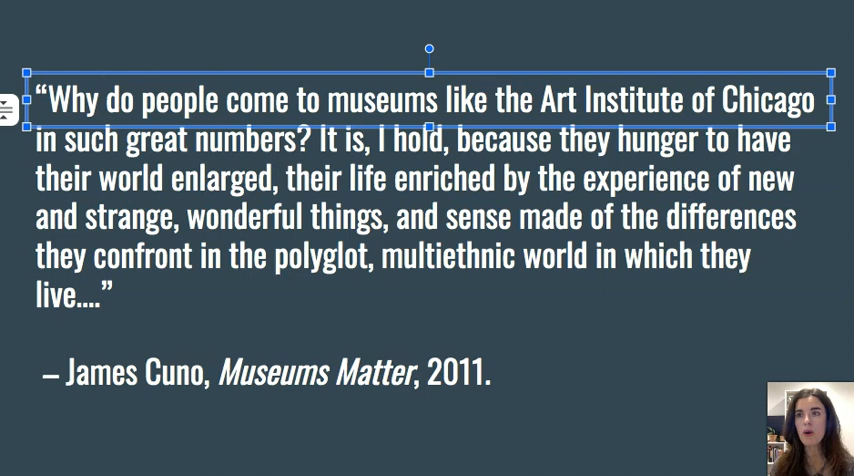 “Why do people come to museums like the Art Institute of Chicago
in such great numbers? It is, I hold, because they hunger to have
their world enlarged, their life enriched by the experience of new
and strange, wonderful things, and sense made of the differences
they confront in the polyglot, multiethnic world in which they
live....”
– James Cuno, Museums Matter, 2011.